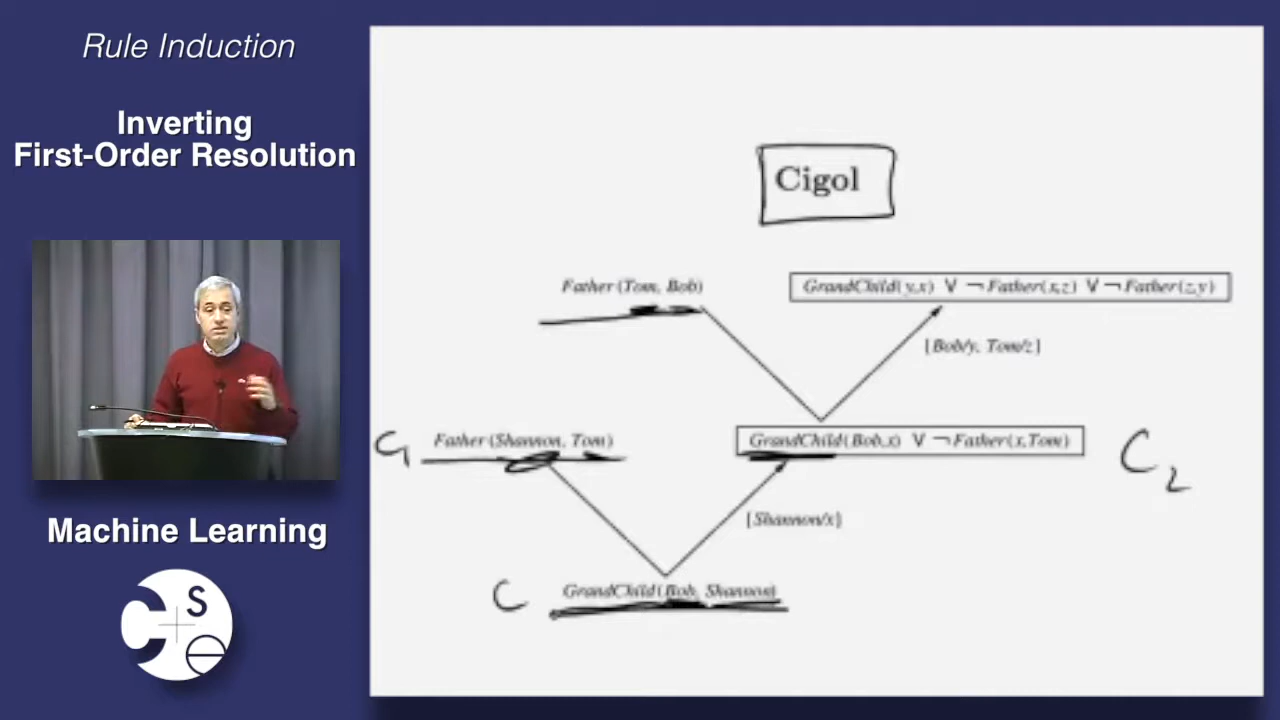 Rule Induction
Inverting
First-Order Resolution
Machine Learning
C S e
Cigol
Father (Tom, Bob)
GrandChild(y,x) ∨ ¬Father(x,z) ∨ ¬Father(z,y)
[Bob/y, Tom/z]
C1 Father (Shannon, Tom)
GrandChild(Bob,x) ∨ ¬Father(x,Tom)
C2
[Shannon/x]
C GrandChild(Bob, Shannon)